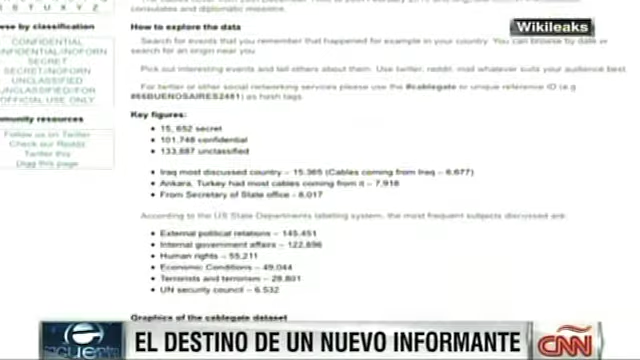 S T U V W X Y Z
consulates and diplomatic missions.
Browse by classification
CONFIDENTIAL
CONFIDENTIAL//NOFORN
SECRET
SECRET//NOFORN
UNCLASSIFIED
UNCLASSIFIED//FOR
OFFICIAL USE ONLY
Community resources
Follow us on Twitter
Check our Reddit
Twitter this
Digg this page
Wikileaks
How to explore the data
Search for events that you remember that happened for example in your country. You can browse by date or
search for an origin near you.
Pick out interesting events and tell others about them. Use twitter, reddit, mail whatever suits your audience best.
For twitter or other social networking services please use the #cablegate or unique reference ID (e.g.
#66BUENOSAIRES2481) as hash tags.
Key figures:
• 15, 652 secret
• 101,748 confidential
• 133,887 unclassified
• Iraq most discussed country – 15,365 (Cables coming from Iraq – 6,677)
• Ankara, Turkey had most cables coming from it – 7,918
• From Secretary of State office - 8,017
According to the US State Departments labeling system, the most frequent subjects discussed are:
• External political relations – 145,451
• Internal government affairs – 122,896
• Human rights – 55,211
• Economic Conditions – 49,044
• Terrorists and terrorism – 28,801
• UN security council – 6,532
Graphics of the cablegate dataset
e
encuentro
EL DESTINO DE UN NUEVO INFORMANTE
CNN